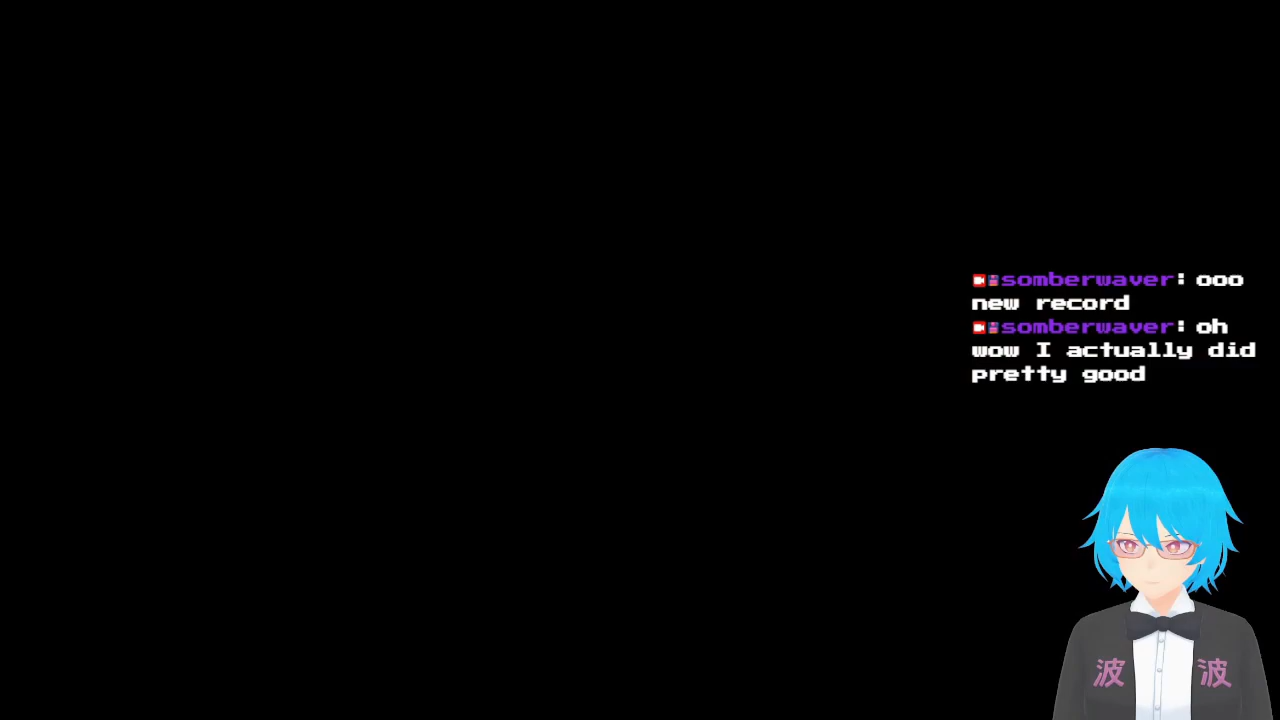 somberwaver: ooo
new record
somberwaver: oh
wow I actually did
pretty good
波 波